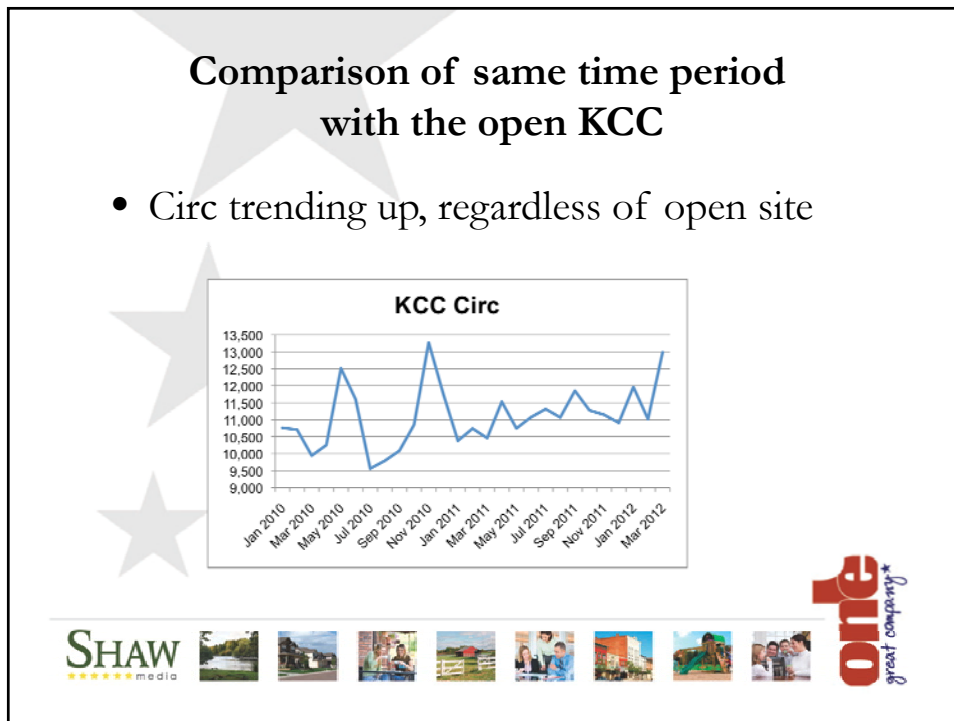 Comparison of same time period
with the open KCC
• Circ trending up, regardless of open site
KCC Circ
13,500
13,000
12,500
12,000
11,500
11,000
10,500
10,000
9,500
9,000
Jan 2010
Mar 2010
May 2010
Jul 2010
Sep 2010
Nov 2010
Jan 2011
Mar 2011
May 2011
Jul 2011
Sep 2011
Nov 2011
Jan 2012
Mar 2012
SHAW
media
one
great company